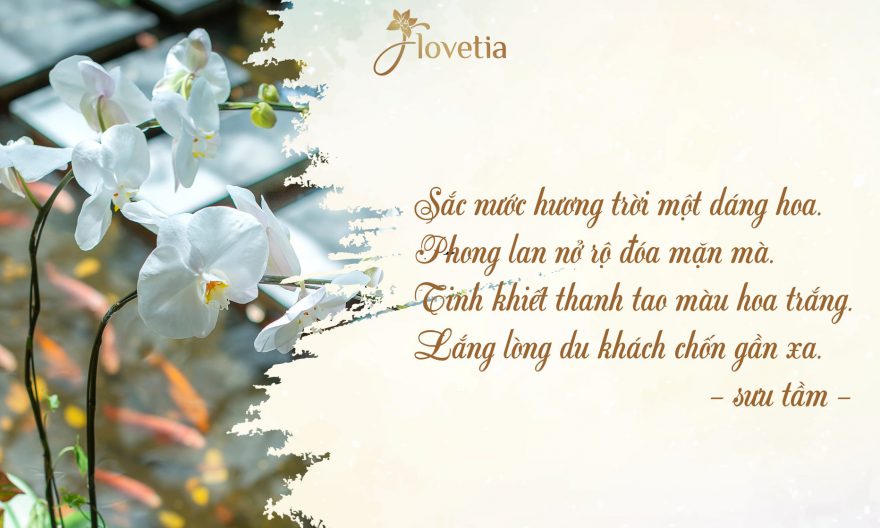 flovetia
Sắc nước hương trời một dáng hoa.
Phong lan nở rộ đóa mặn mà.
Tinh khiết thanh tao màu hoa trắng.
Lắng lòng du khách chốn gần xa.
– sưu tầm –